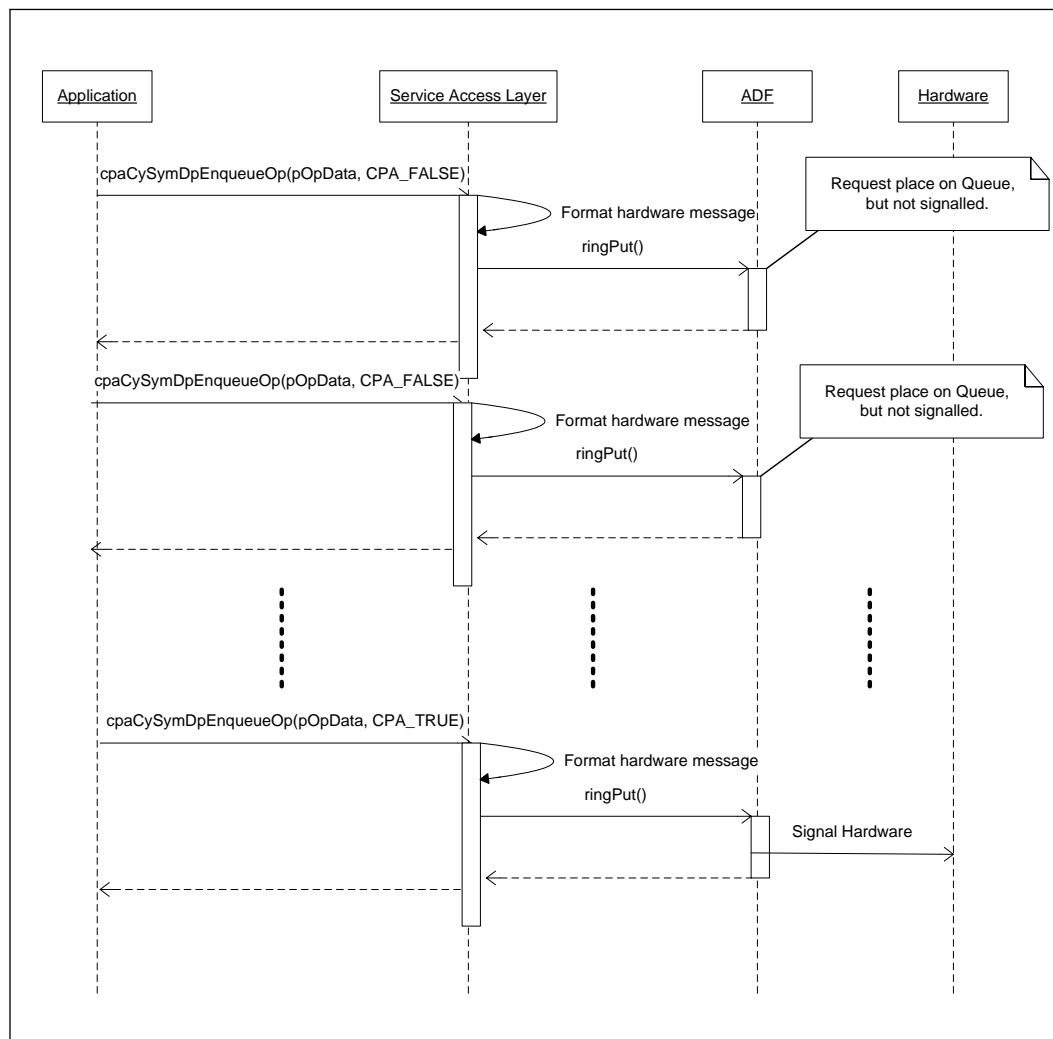 Application
Service Access Layer
ADF
Hardware
cpaCySymDpEnqueueOp(pOpData, CPA_FALSE)
Request place on Queue,
but not signalled.
Format hardware message
ringPut()
cpaCySymDpEnqueueOp(pOpData, CPA_FALSE)
Request place on Queue,
but not signalled.
Format hardware message
ringPut()
cpaCySymDpEnqueueOp(pOpData, CPA_TRUE)
Format hardware message
ringPut()
Signal Hardware